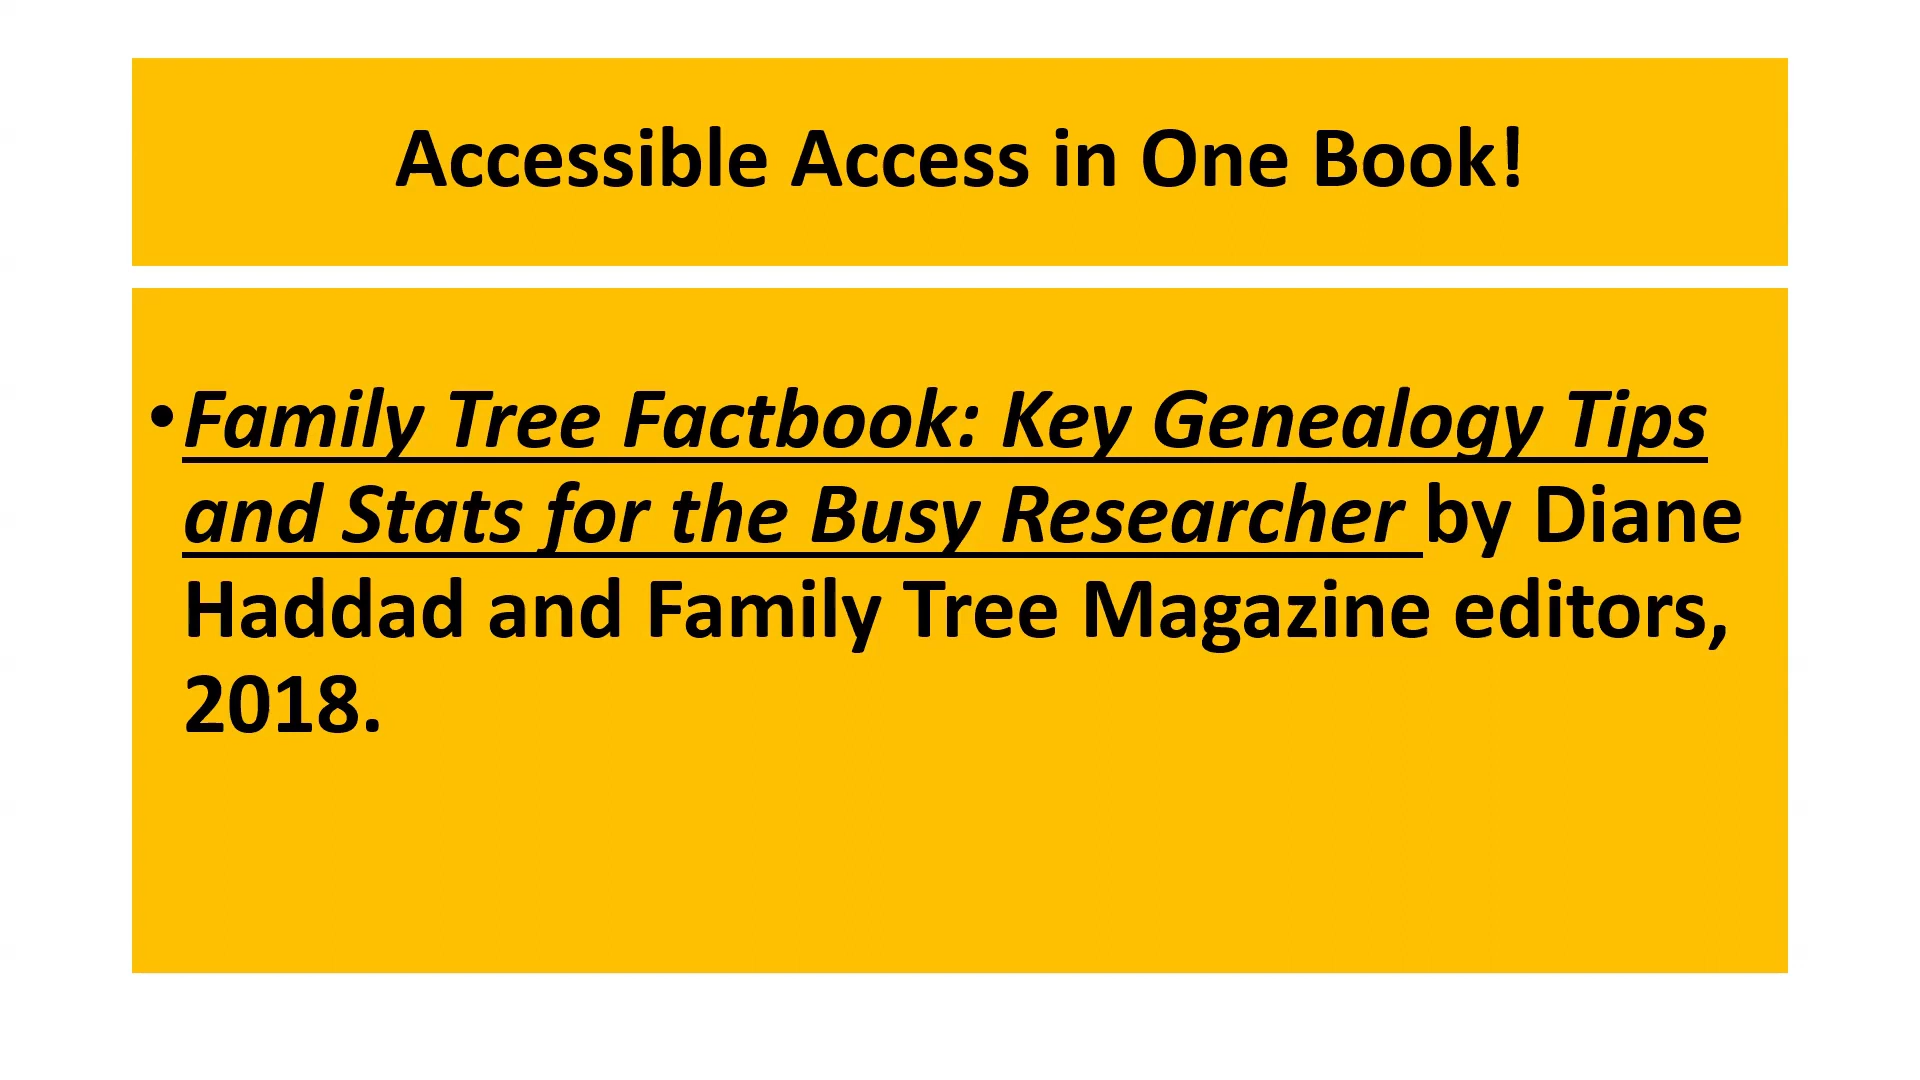 Accessible Access in One Book!
•Family Tree Factbook: Key Genealogy Tips
and Stats for the Busy Researcher by Diane
Haddad and Family Tree Magazine editors,
2018.